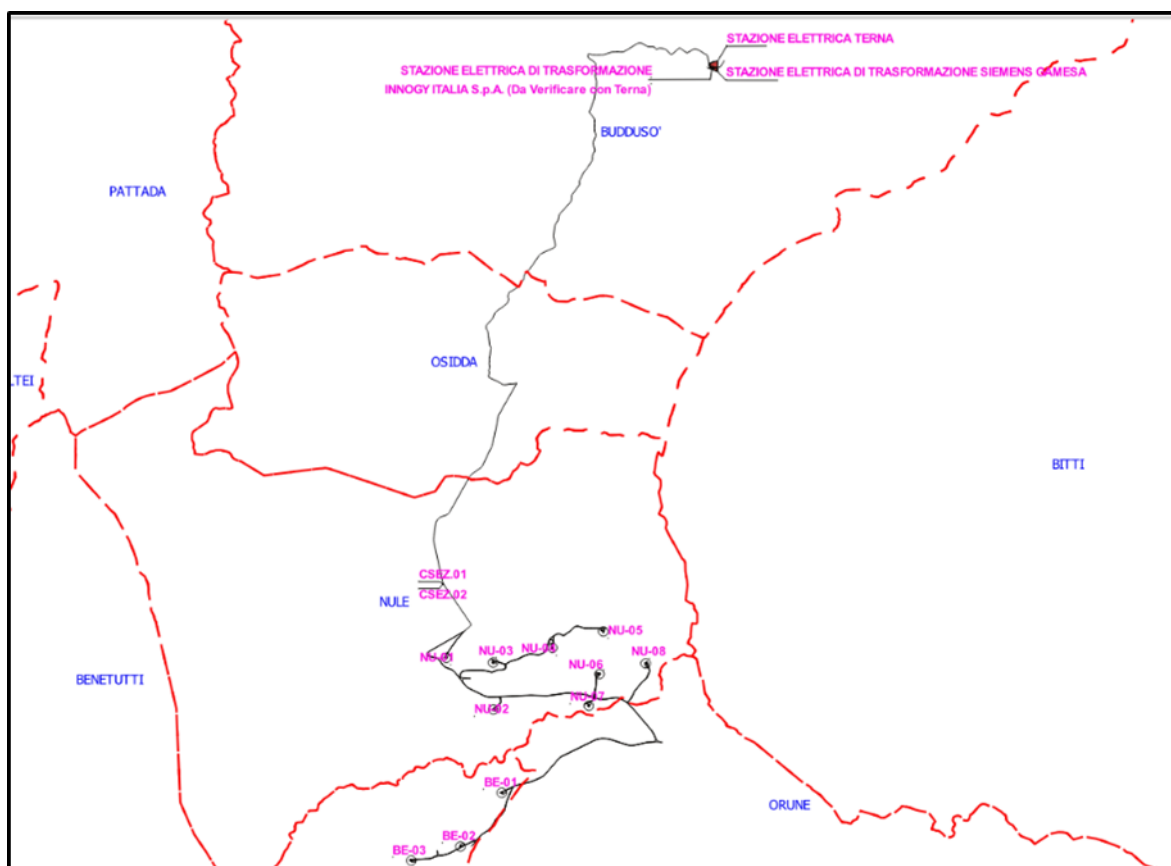 STAZIONE ELETTRICA TERNA
STAZIONE ELETTRICA DI TRASFORMAZIONE
STAZIONE ELETTRICA DI TRASFORMAZIONE SIEMENS GAMESA
INNOGY ITALIA S.p.A. (Da Verificare con Terna)
BUDDUSO'
PATTADA
OSIDDA
LTEI
BITTI
CSEZ.01
CSEZ.02
NULE
NU-05
NU-04
NU-01
NU-03
NU-06
NU-08
BENETUTTI
NU-07
NU-02
BE-01
ORUNE
BE-02
BE-03